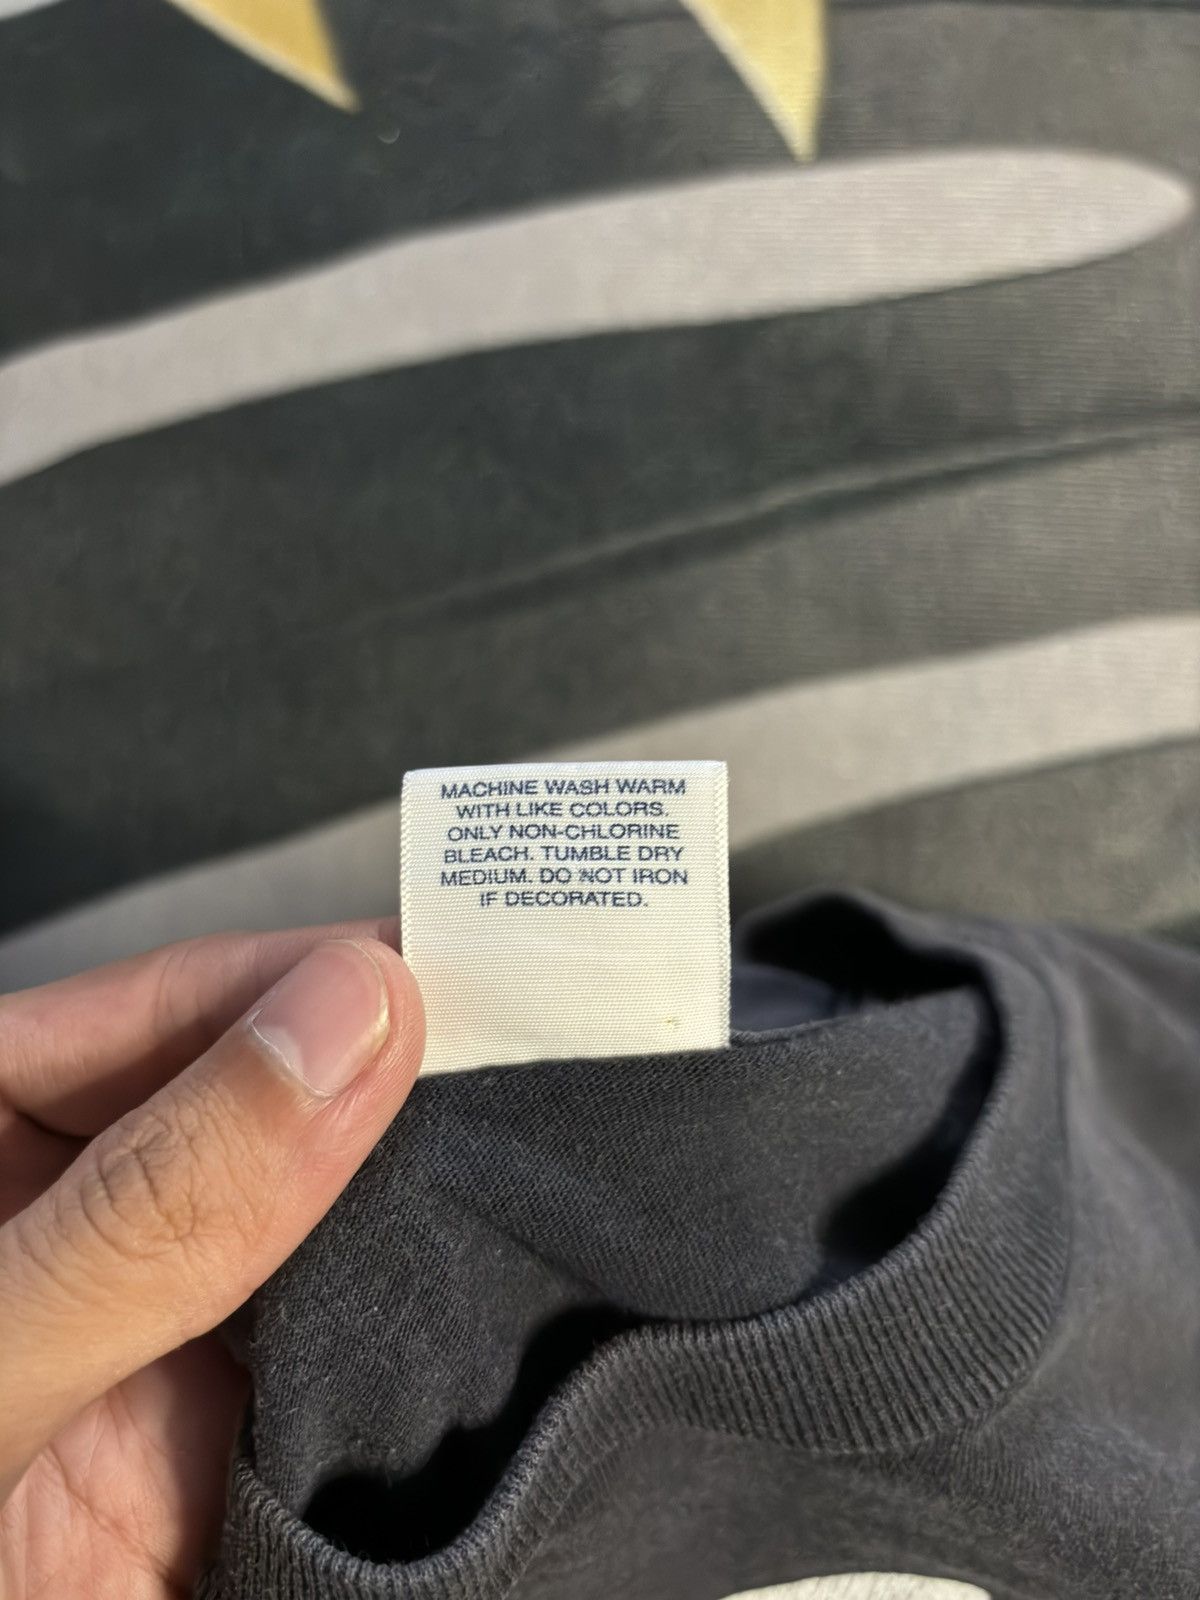 MACHINE WASH WARM
WITH LIKE COLORS.
ONLY NON-CHLORINE
BLEACH. TUMBLE DRY
MEDIUM. DO NOT IRON
IF DECORATED.